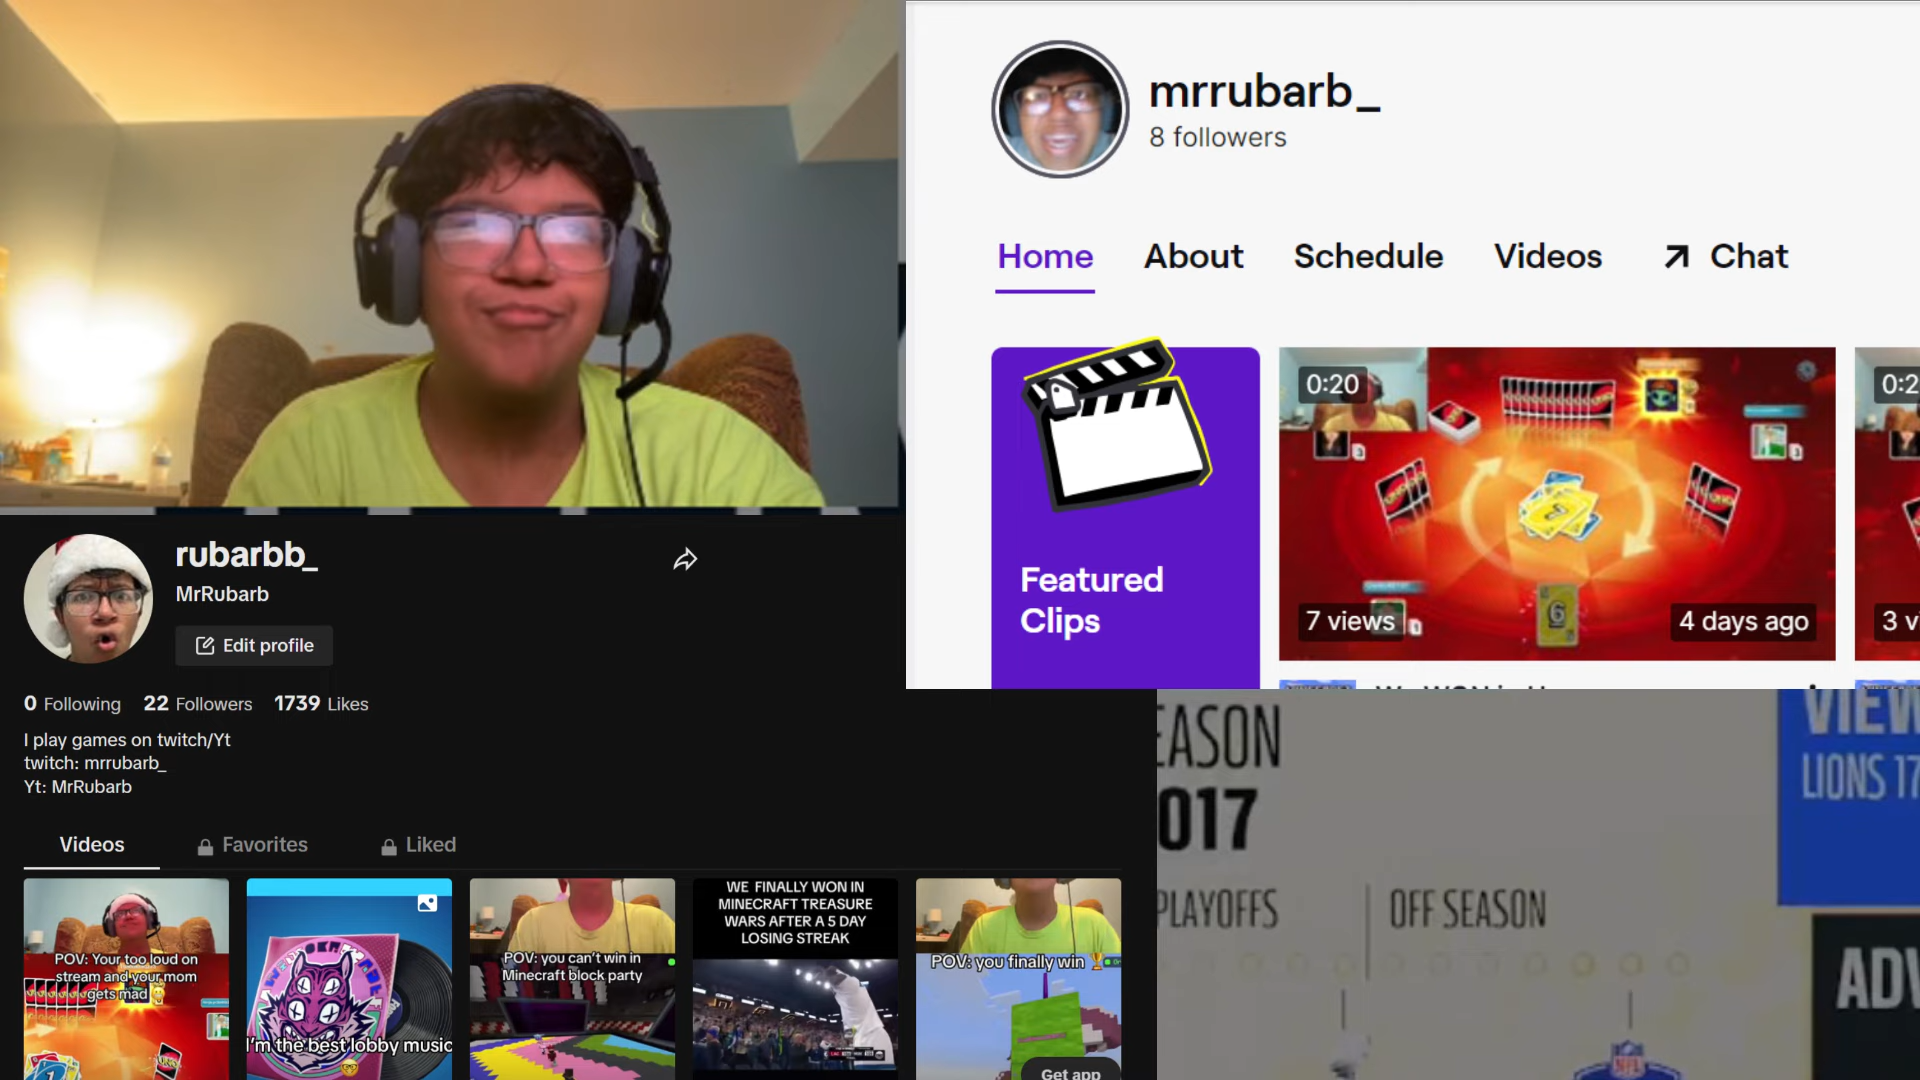 mrrubarb_
8 followers
Home About Schedule Videos Chat
0:20
7 views
4 days ago
Featured
Clips
rubarbb_
MrRubarb
Edit profile
0 Following 22 Followers 1739 Likes
I play games on twitch/Yt
twitch: mrrubarb_
Yt: MrRubarb
Videos Favorites Liked
POV: Your too loud on
stream and your mom
gets mad
I'm the best lobby music
POV: you can't win in
Minecraft block party
WE FINALLY WON IN
MINECRAFT TREASURE
WARS AFTER A 5 DAY
LOSING STREAK
POV: you finally win
Get app
EASON
017
PLAYOFFS
OFF SEASON
VIEW
LIONS 17
ADV
NFL